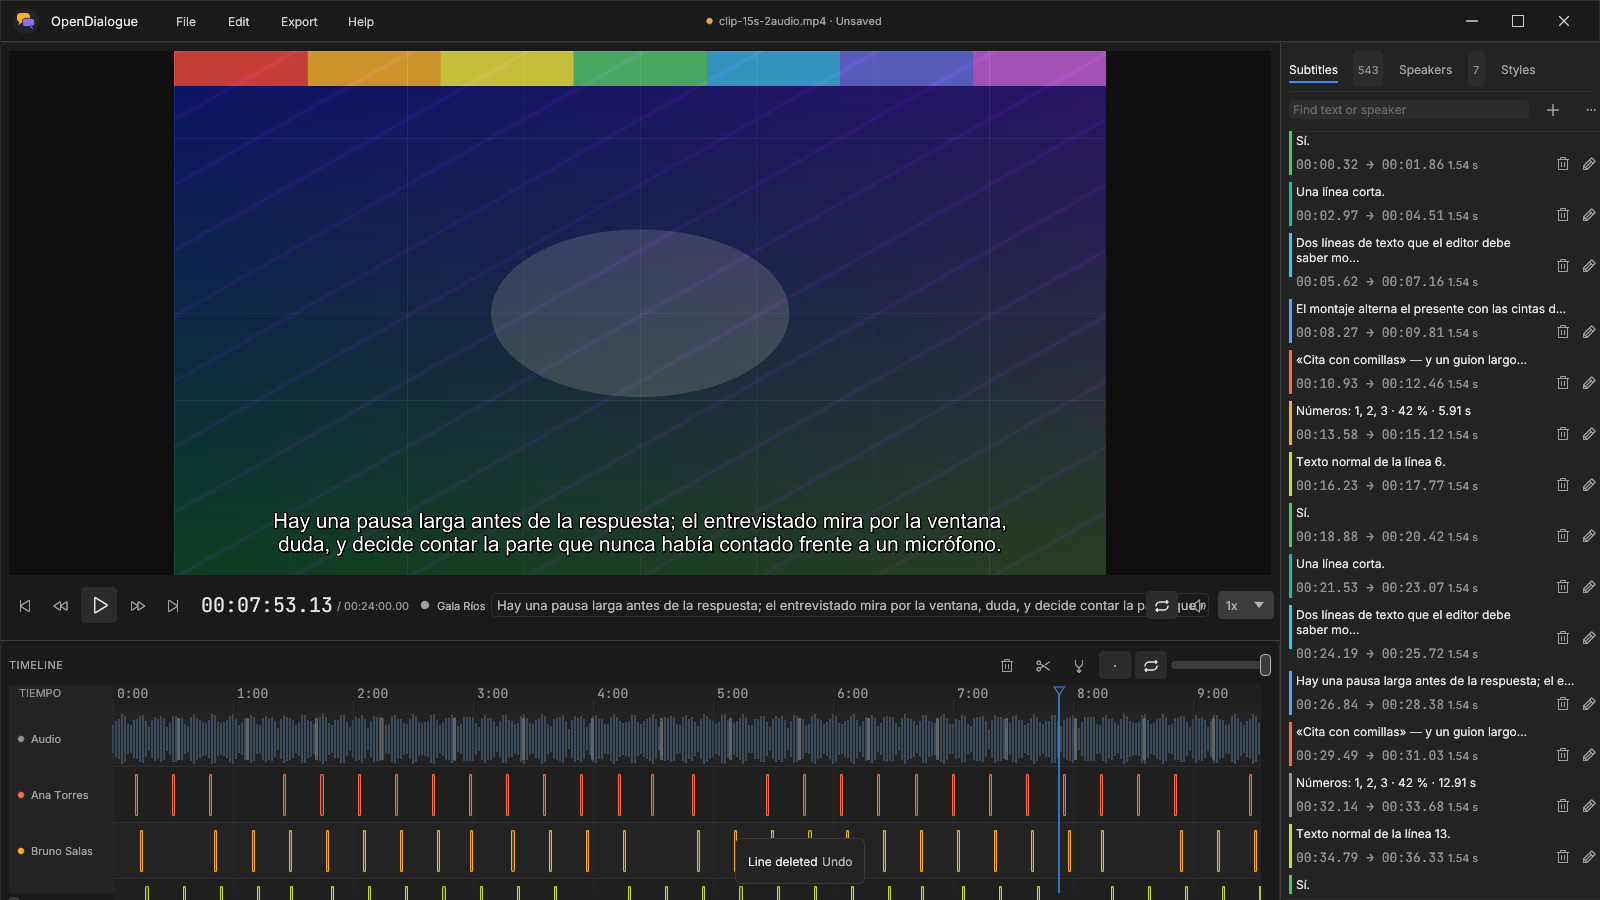 OpenDialogue File Edit Export Help
clip-15s-2audio.mp4 · Unsaved
Hay una pausa larga antes de la respuesta; el entrevistado mira por la ventana,
duda, y decide contar la parte que nunca había contado frente a un micrófono.
00:07:53.13 / 00:24:00.00 Gala Ríos Hay una pausa larga antes de la respuesta; el entrevistado mira por la ventana, duda, y decide contar la 1x
TIMELINE
TIEMPO 0:00 1:00 2:00 3:00 4:00 5:00 6:00 7:00 8:00 9:00
Audio
Ana Torres
Bruno Salas
Line deleted Undo
Subtitles 543 Speakers 7 Styles
Find text or speaker
Sí.
00:00.32 → 00:01.86 1.54 s
Una línea corta.
00:02.97 → 00:04.51 1.54 s
Dos líneas de texto que el editor debe
saber mo...
00:05.62 → 00:07.16 1.54 s
El montaje alterna el presente con las cintas d...
00:08.27 → 00:09.81 1.54 s
«Cita con comillas» — y un guion largo...
00:10.93 → 00:12.46 1.54 s
Números: 1, 2, 3 · 42 % · 5.91 s
00:13.58 → 00:15.12 1.54 s
Texto normal de la línea 6.
00:16.23 → 00:17.77 1.54 s
Sí.
00:18.88 → 00:20.42 1.54 s
Una línea corta.
00:21.53 → 00:23.07 1.54 s
Dos líneas de texto que el editor debe
saber mo...
00:24.19 → 00:25.72 1.54 s
Hay una pausa larga antes de la respuesta; el e...
00:26.84 → 00:28.38 1.54 s
«Cita con comillas» — y un guion largo...
00:29.49 → 00:31.03 1.54 s
Números: 1, 2, 3 · 42 % · 12.91 s
00:32.14 → 00:33.68 1.54 s
Texto normal de la línea 13.
00:34.79 → 00:36.33 1.54 s
Sí.